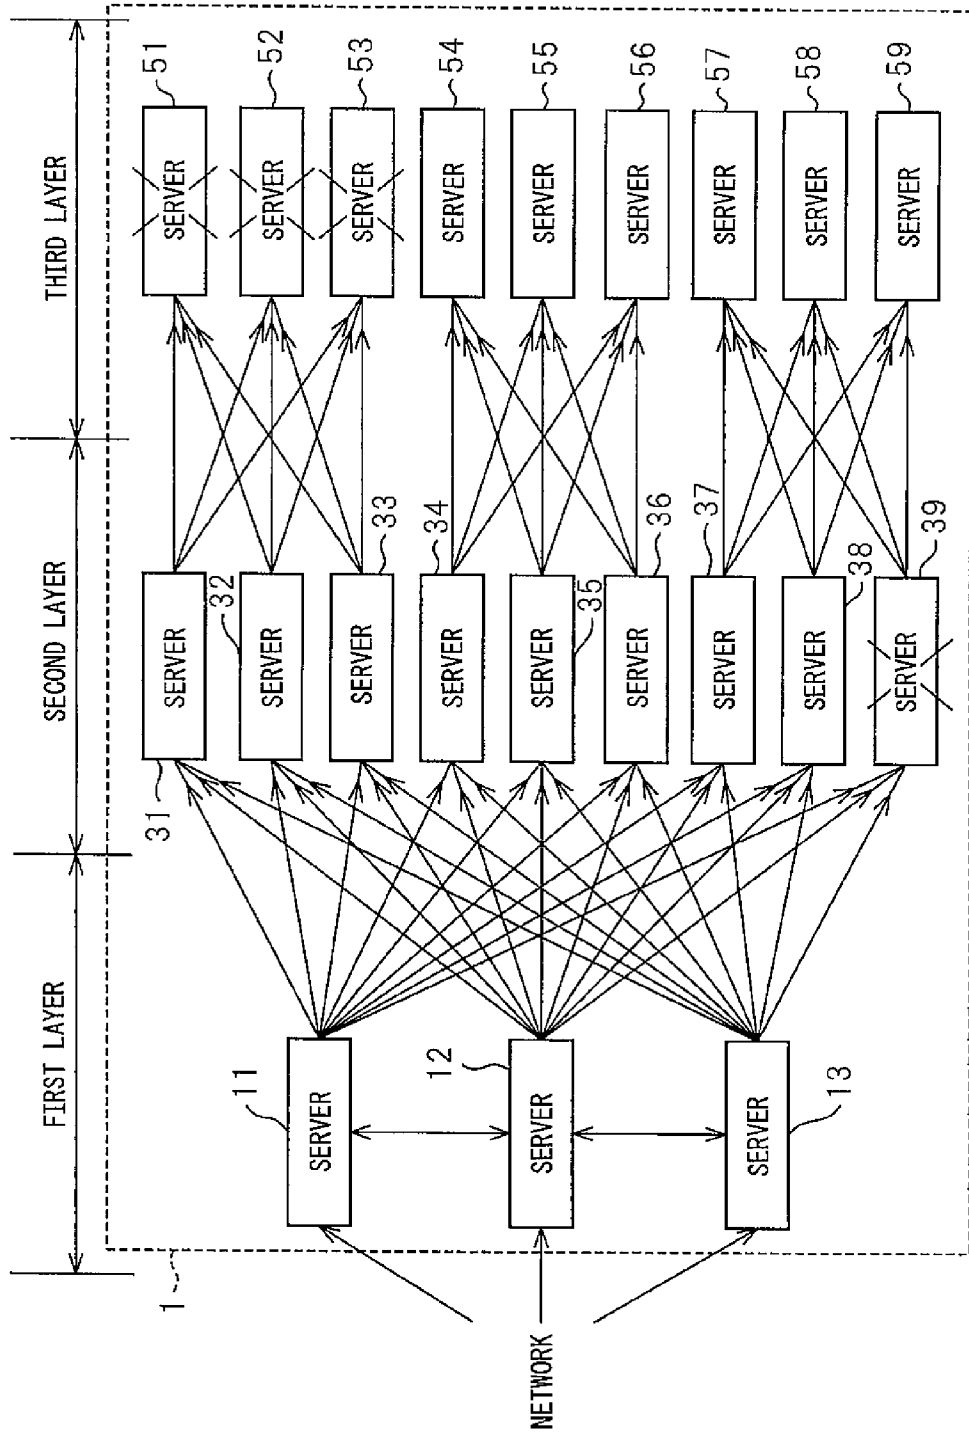 THIRD LAYER
SECOND LAYER
FIRST LAYER
SERVER 51
SERVER 52
SERVER 53
SERVER 54
SERVER 55
SERVER 56
SERVER 57
SERVER 58
SERVER 59
SERVER 31
SERVER 32
SERVER 33
SERVER 34
SERVER 35
SERVER 36
SERVER 37
SERVER 38
SERVER 39
SERVER 11
SERVER 12
SERVER 13
1
NETWORK